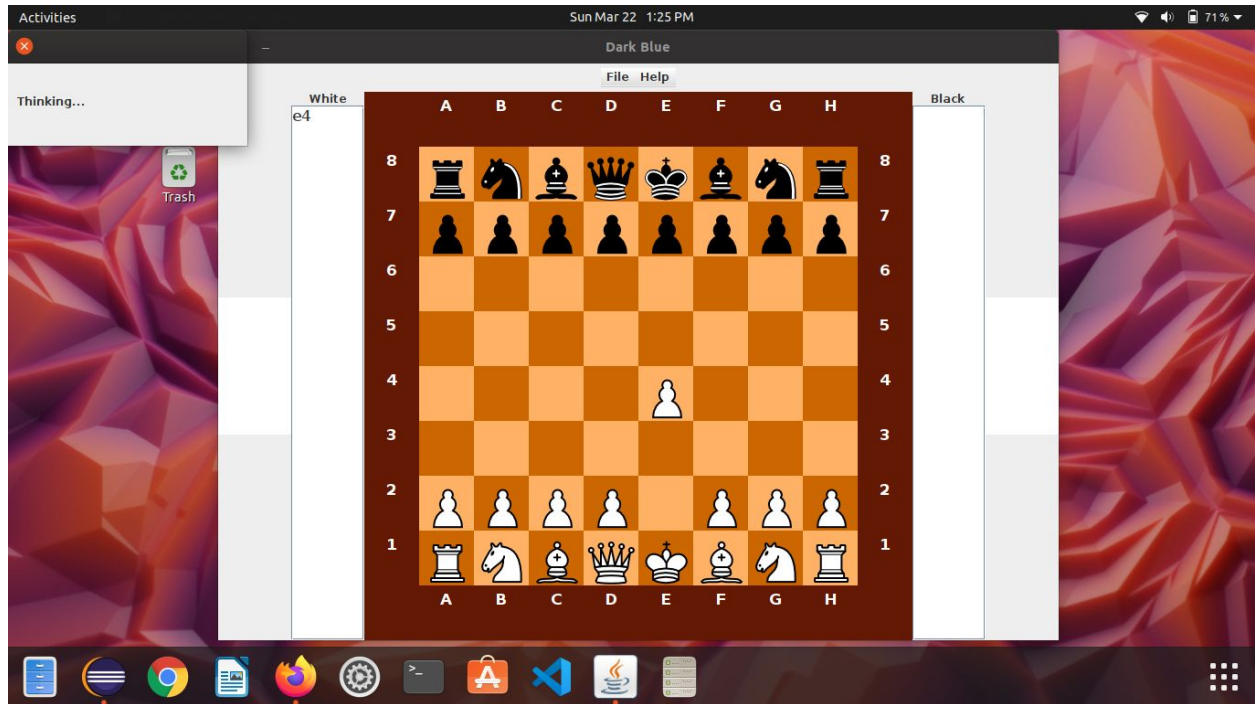 Activities
Sun Mar 22 1:25 PM
71 %
Dark Blue
File Help
Thinking...
White
Black
e4
A B C D E F G H
8 8
7 7
6 6
5 5
4 4
3 3
2 2
1 1
A B C D E F G H
Trash
>_